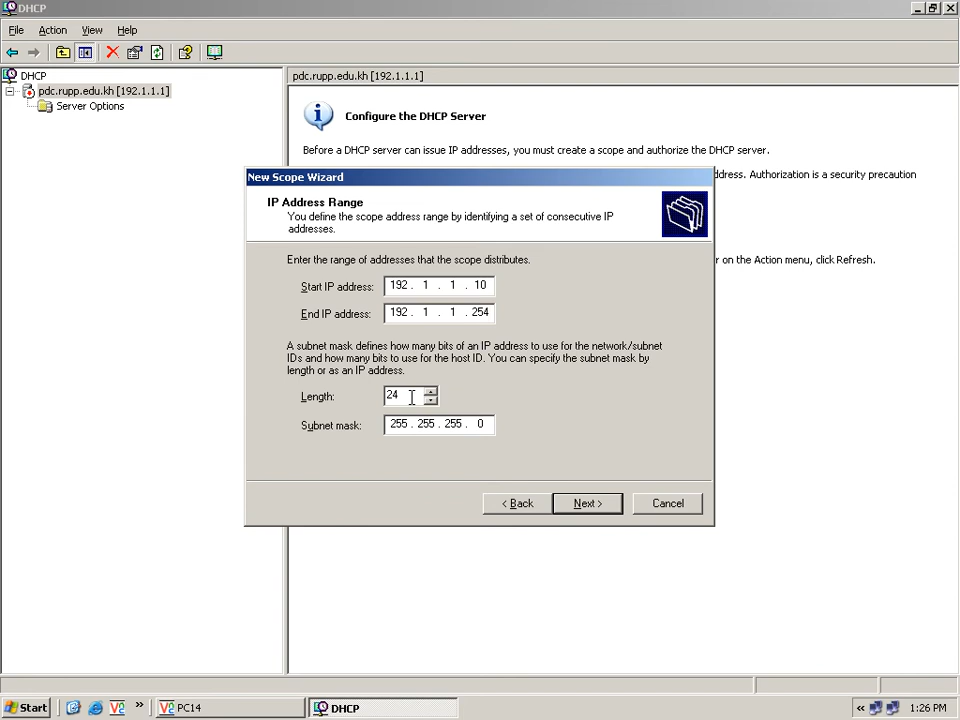 DHCP
File Action View Help
DHCP
pdc.rupp.edu.kh [192.1.1.1]
Server Options
pdc.rupp.edu.kh [192.1.1.1]
Configure the DHCP Server
Before a DHCP server can issue IP addresses, you must create a scope and authorize the DHCP server.
ddress. Authorization is a security precaution
r on the Action menu, click Refresh.
New Scope Wizard
IP Address Range
You define the scope address range by identifying a set of consecutive IP
addresses.
Enter the range of addresses that the scope distributes.
Start IP address: 192 . 1 . 1 . 10
End IP address: 192 . 1 . 1 . 254
A subnet mask defines how many bits of an IP address to use for the network/subnet
IDs and how many bits to use for the host ID. You can specify the subnet mask by
length or as an IP address.
Length: 24
Subnet mask: 255 . 255 . 255 . 0
< Back Next > Cancel
Start » PC14 DHCP « 1:26 PM